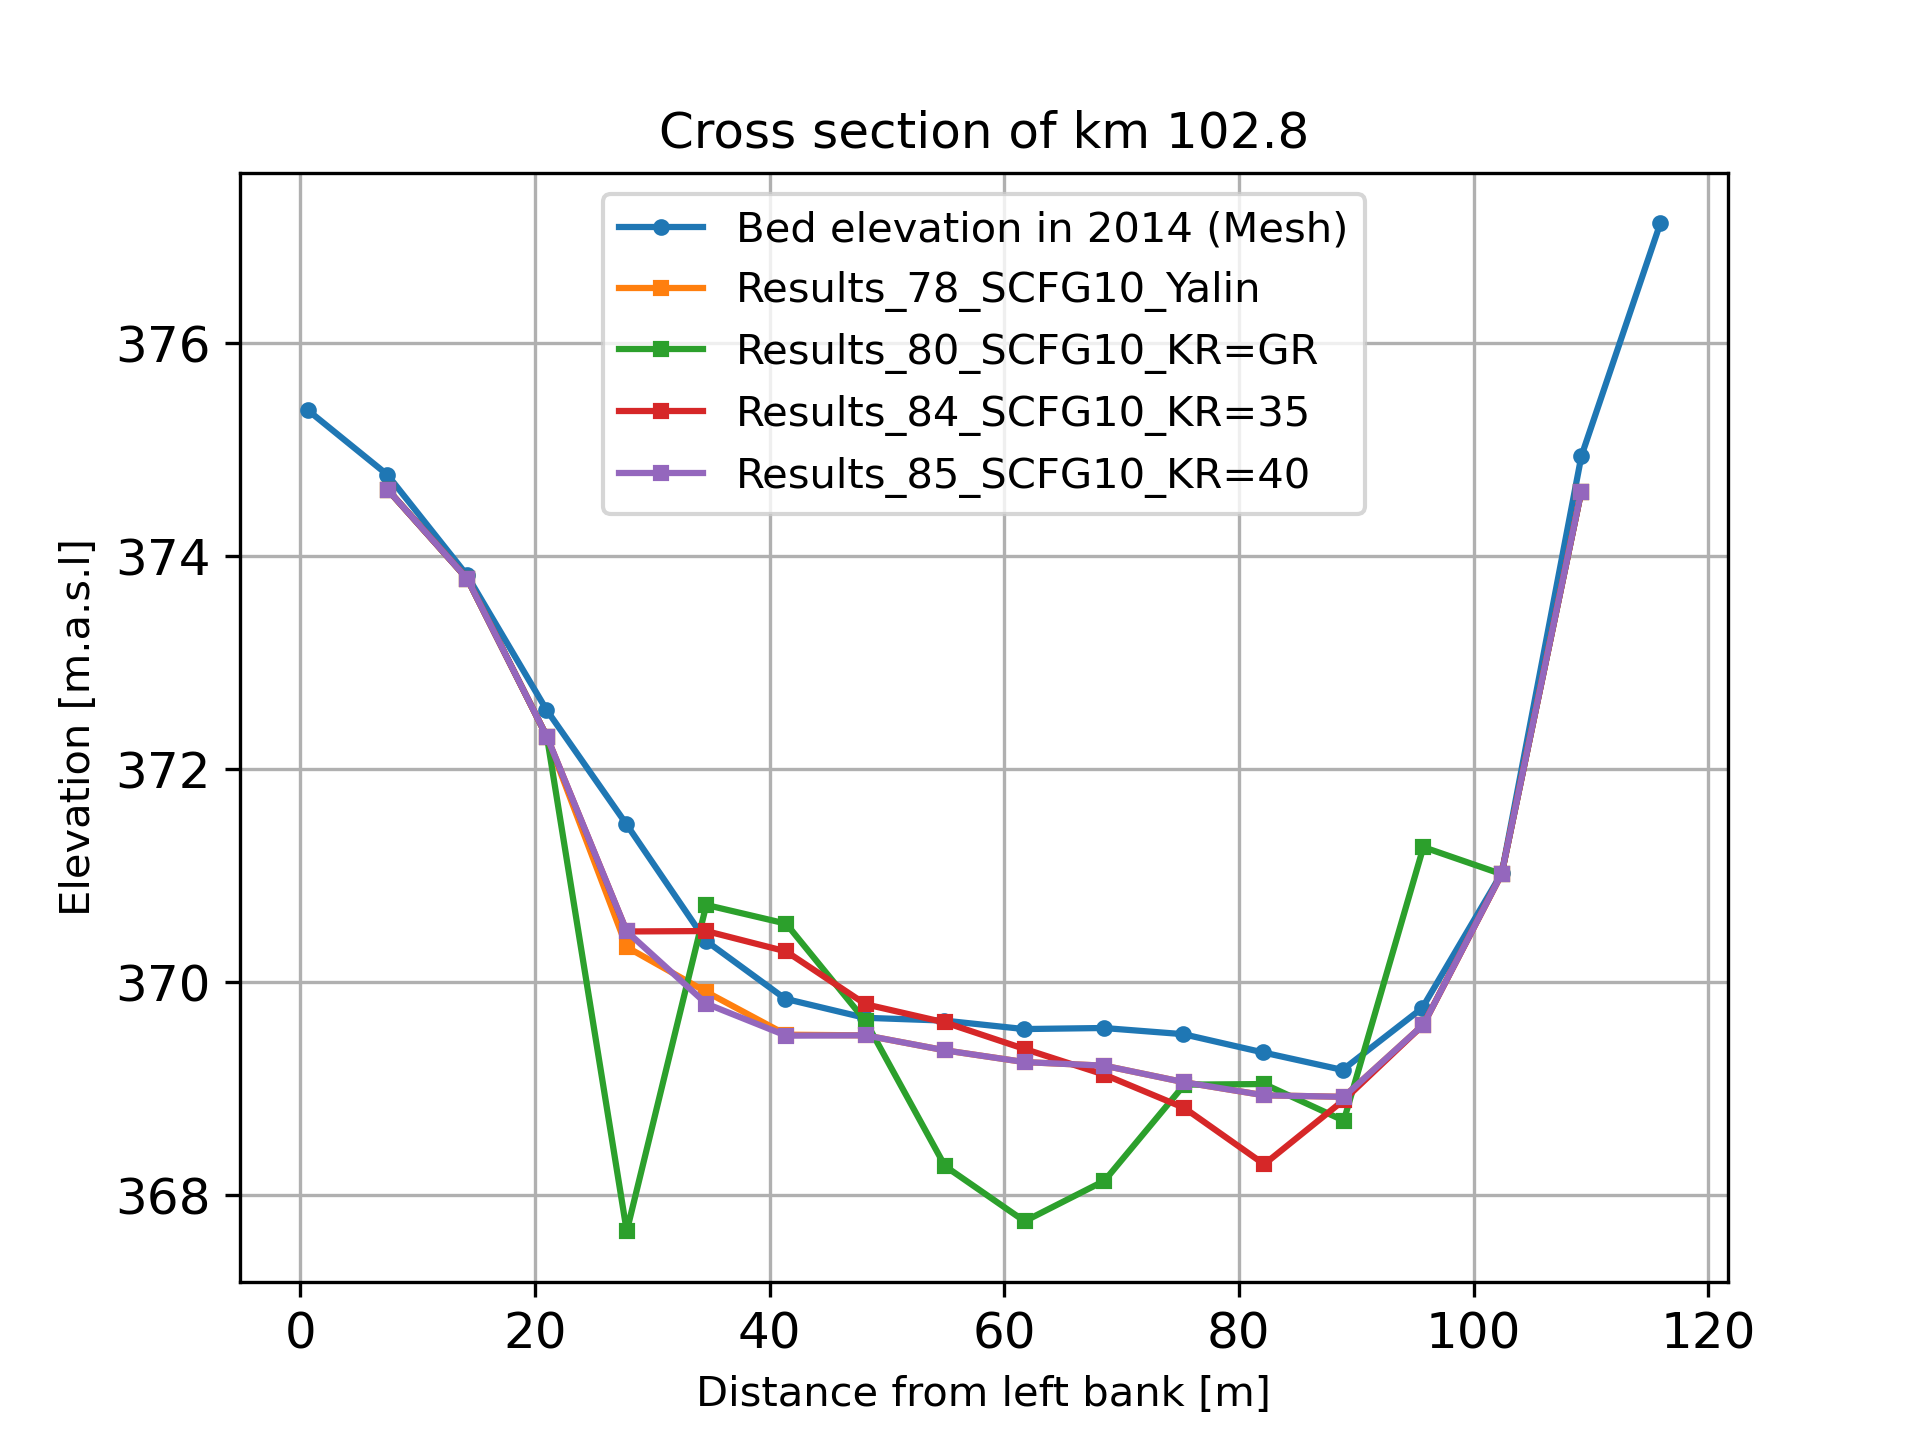 Cross section of km 102.8
Bed elevation in 2014 (Mesh)
Results_78_SCFG10_Yalin
Results_80_SCFG10_KR=GR
Results_84_SCFG10_KR=35
Results_85_SCFG10_KR=40
376
374
372
370
368
Elevation [m.a.s.l]
0 20 40 60 80 100 120
Distance from left bank [m]